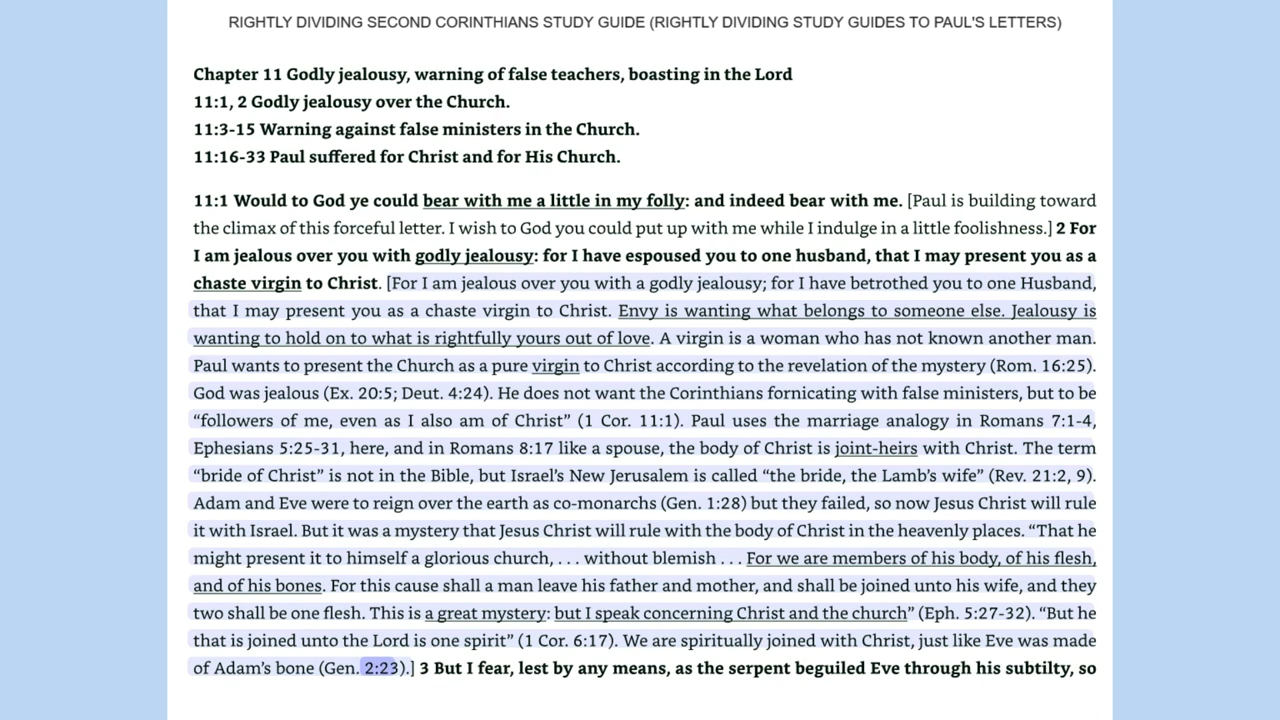 RIGHTLY DIVIDING SECOND CORINTHIANS STUDY GUIDE (RIGHTLY DIVIDING STUDY GUIDES TO PAUL'S LETTERS)
Chapter 11 Godly jealousy, warning of false teachers, boasting in the Lord
11:1, 2 Godly jealousy over the Church.
11:3-15 Warning against false ministers in the Church.
11:16-33 Paul suffered for Christ and for His Church.
11:1 Would to God ye could bear with me a little in my folly: and indeed bear with me. [Paul is building toward
the climax of this forceful letter. I wish to God you could put up with me while I indulge in a little foolishness.] 2 For
I am jealous over you with godly jealousy: for I have espoused you to one husband, that I may present you as a
chaste virgin to Christ. [For I am jealous over you with a godly jealousy; for I have betrothed you to one Husband,
that I may present you as a chaste virgin to Christ. Envy is wanting what belongs to someone else. Jealousy is
wanting to hold on to what is rightfully yours out of love. A virgin is a woman who has not known another man.
Paul wants to present the Church as a pure virgin to Christ according to the revelation of the mystery (Rom. 16:25).
God was jealous (Ex. 20:5; Deut. 4:24). He does not want the Corinthians fornicating with false ministers, but to be
“followers of me, even as I also am of Christ” (1 Cor. 11:1). Paul uses the marriage analogy in Romans 7:1-4,
Ephesians 5:25-31, here, and in Romans 8:17 like a spouse, the body of Christ is joint-heirs with Christ. The term
“bride of Christ” is not in the Bible, but Israel’s New Jerusalem is called “the bride, the Lamb’s wife” (Rev. 21:2, 9).
Adam and Eve were to reign over the earth as co-monarchs (Gen. 1:28) but they failed, so now Jesus Christ will rule
it with Israel. But it was a mystery that Jesus Christ will rule with the body of Christ in the heavenly places. “That he
might present it to himself a glorious church, . . . without blemish . . . For we are members of his body, of his flesh,
and of his bones. For this cause shall a man leave his father and mother, and shall be joined unto his wife, and they
two shall be one flesh. This is a great mystery: but I speak concerning Christ and the church” (Eph. 5:27-32). “But he
that is joined unto the Lord is one spirit” (1 Cor. 6:17). We are spiritually joined with Christ, just like Eve was made
of Adam’s bone (Gen. 2:23).] 3 But I fear, lest by any means, as the serpent beguiled Eve through his subtilty, so